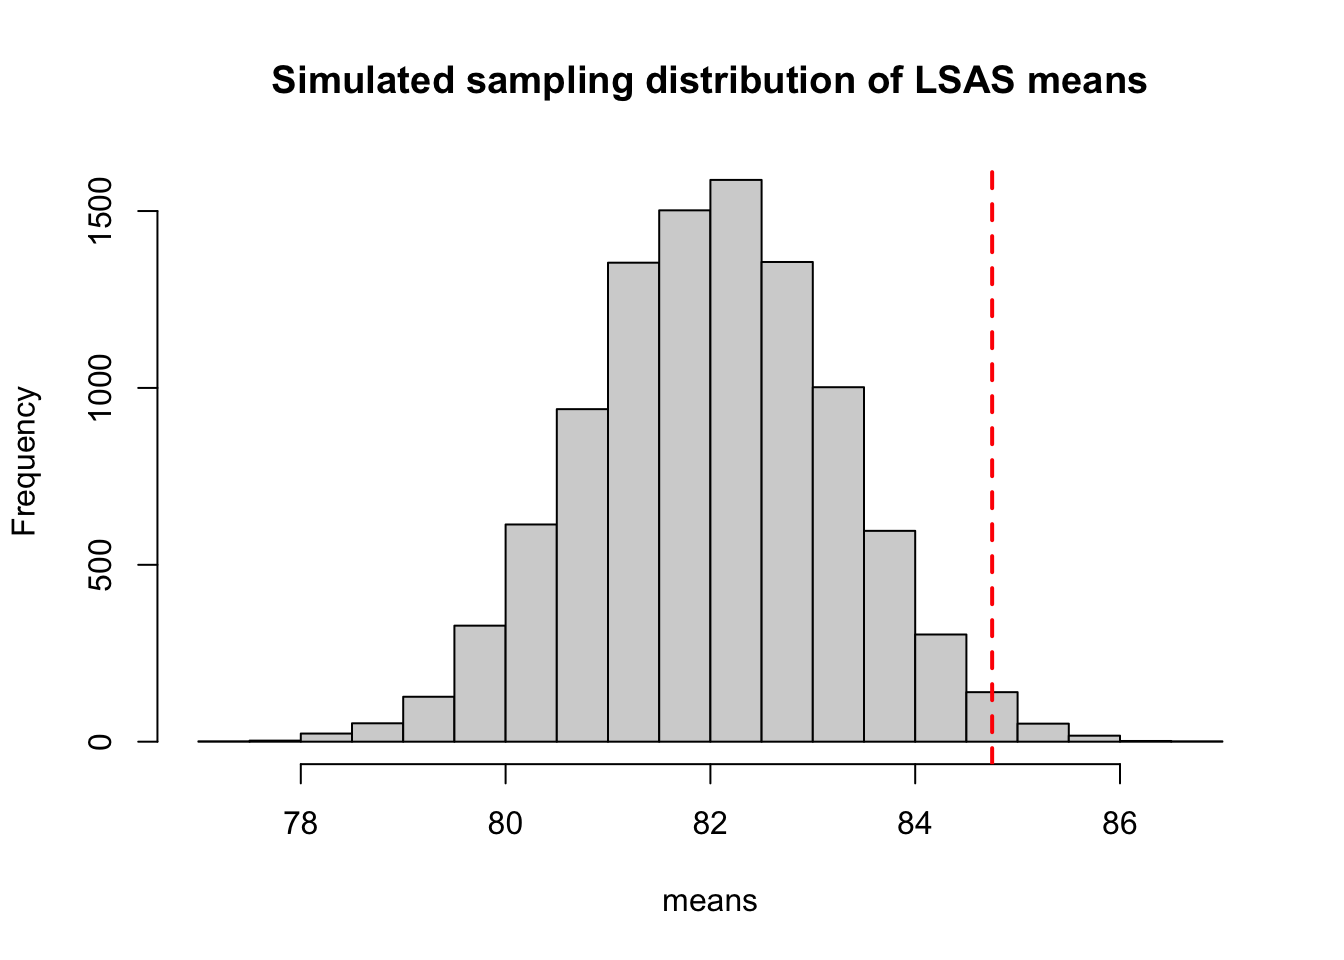 Simulated sampling distribution of LSAS means
Frequency
1500
1000
500
0
78 80 82 84 86
means